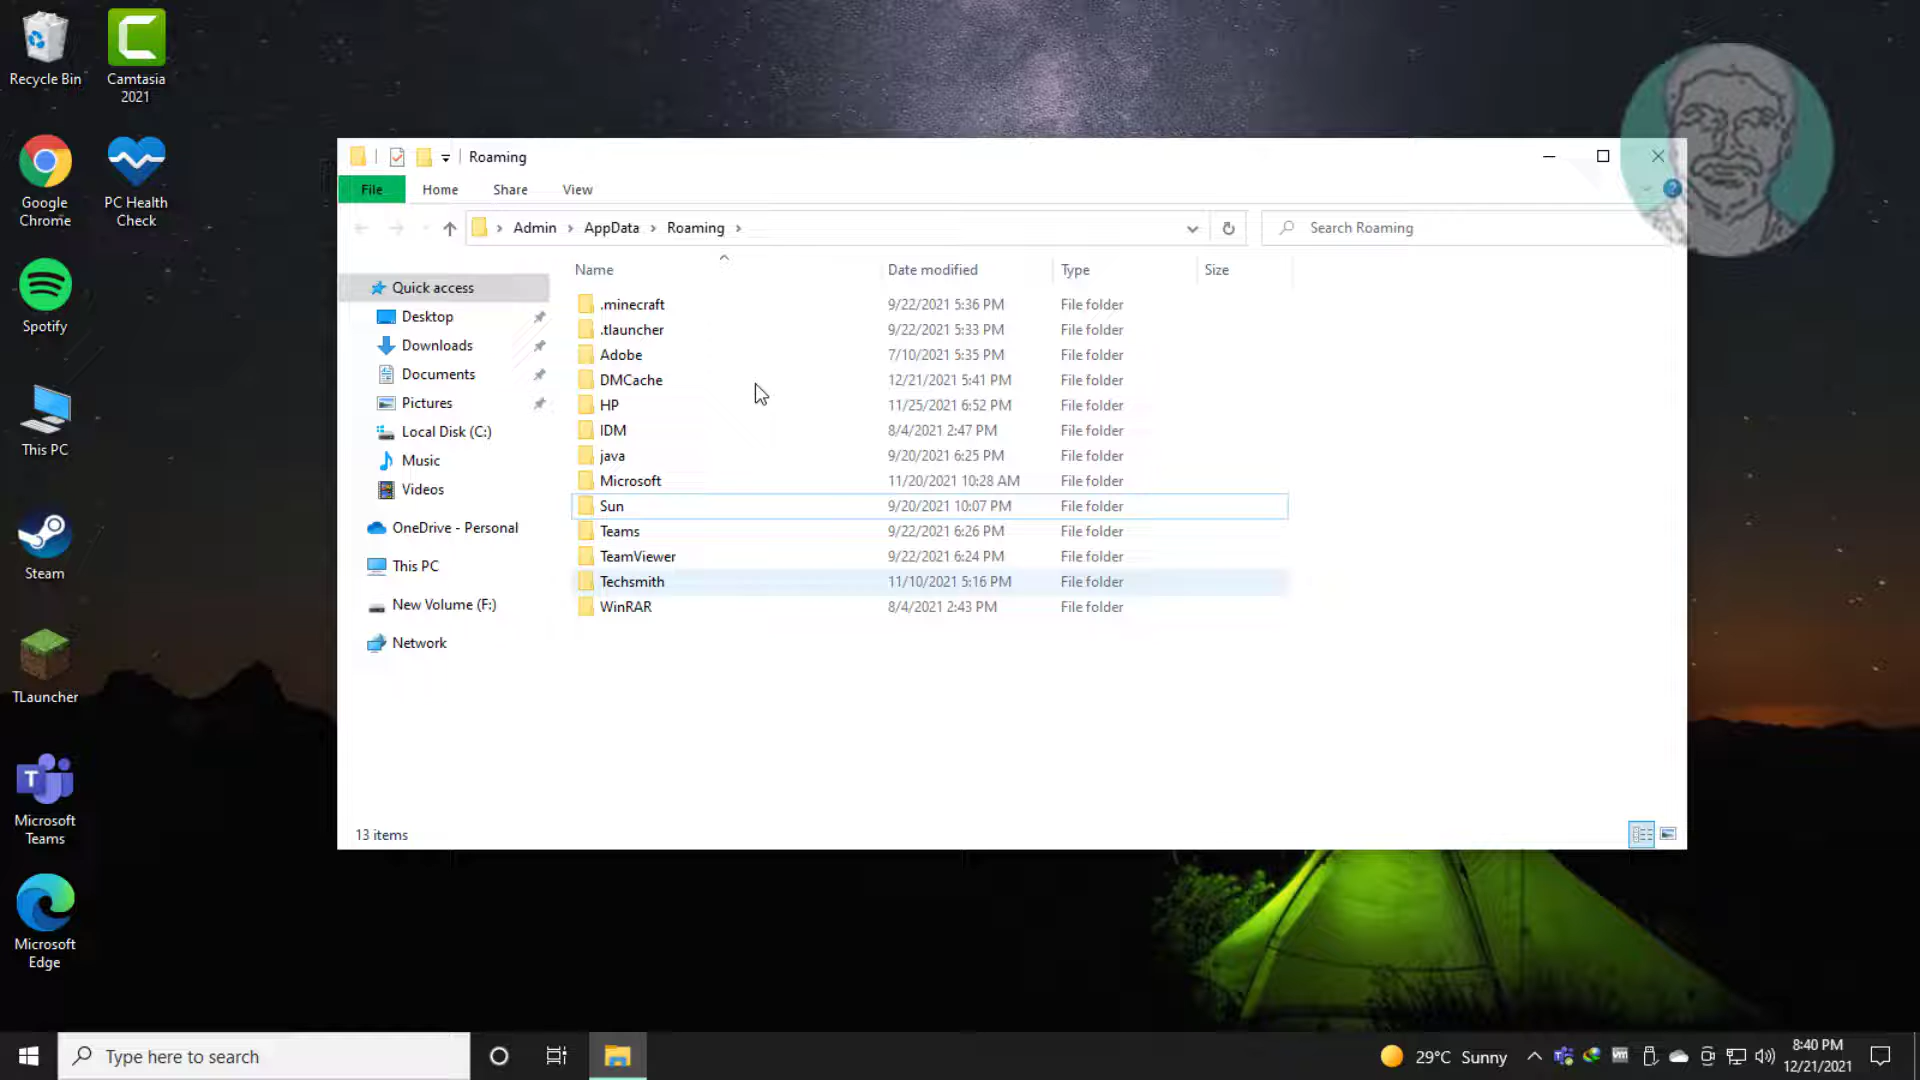 Recycle Bin
Camtasia
2021
Google
Chrome
PC Health
Check
Spotify
This PC
Steam
TLauncher
Microsoft
Teams
Microsoft
Edge
Roaming
File
Home
Share
View
Admin
AppData
Roaming
Search Roaming
Quick access
Desktop
Downloads
Documents
Pictures
Local Disk (C:)
Music
Videos
OneDrive - Personal
This PC
New Volume (F:)
Network
Name Date modified Type Size
.minecraft 9/22/2021 5:36 PM File folder
.tlauncher 9/22/2021 5:33 PM File folder
Adobe 7/10/2021 5:35 PM File folder
DMCache 12/21/2021 5:41 PM File folder
HP 11/25/2021 6:52 PM File folder
IDM 8/4/2021 2:47 PM File folder
java 9/20/2021 6:25 PM File folder
Microsoft 11/20/2021 10:28 AM File folder
Sun 9/20/2021 10:07 PM File folder
Teams 9/22/2021 6:26 PM File folder
TeamViewer 9/22/2021 6:24 PM File folder
Techsmith 11/10/2021 5:16 PM File folder
WinRAR 8/4/2021 2:43 PM File folder
13 items
Type here to search
29°C Sunny
8:40 PM
12/21/2021